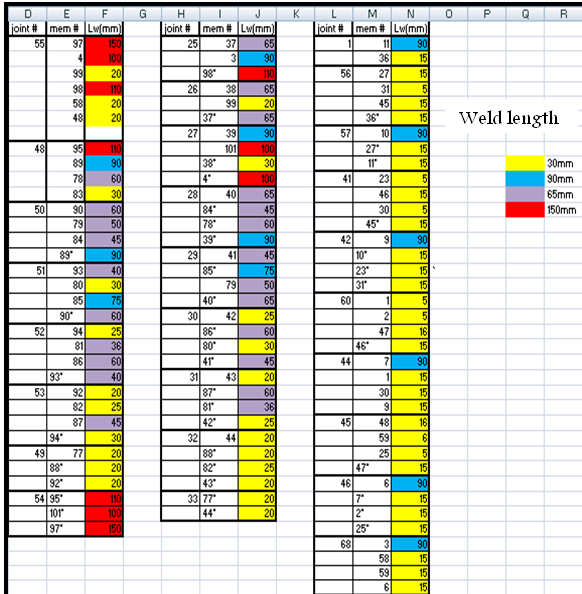 D E F G H I J K L M N O P Q R
joint # mem # Lw(mm) joint # mem # Lw(mm) joint # mem # Lw(mm)
55 97 150 25 37 65 1 11 90
4 100 3 90 36 15
99 20 98" 110 56 27 15
98 110 26 38 65 31 5
58 20 99 20 45 15
48 20 37" 65 36" 15 Weld length
27 39 90 57 10 90
48 95 110 101 100 27" 15
89 90 38" 30 11" 15 30mm
78 60 4" 100 41 23 5 90mm
83 30 28 40 65 46 15 65mm
50 90 60 84" 45 30 5 150mm
79 50 78" 60 45" 15
84 45 39" 90 42 9 90
89" 90 29 41 45 10" 15
51 93 40 85" 75 23" 15 `
80 30 79 50 31" 15
85 75 40" 65 60 1 5
90" 60 30 42 25 2 5
52 94 25 86" 60 47 16
81 36 80" 30 46" 15
86 60 41" 45 44 7 90
93" 40 31 43 20 1 15
53 92 20 87" 60 30 15
82 25 81" 36 9 15
87 45 42" 25 45 48 16
94" 30 32 44 20 59 6
49 77 20 88" 20 25 5
88" 20 82" 25 47" 15
92" 20 43" 20 46 6 90
54 95" 110 33 77" 20 7" 15
101" 100 44" 20 2" 15
97" 150 25" 15
68 3 90
58 15
59 15
6 15